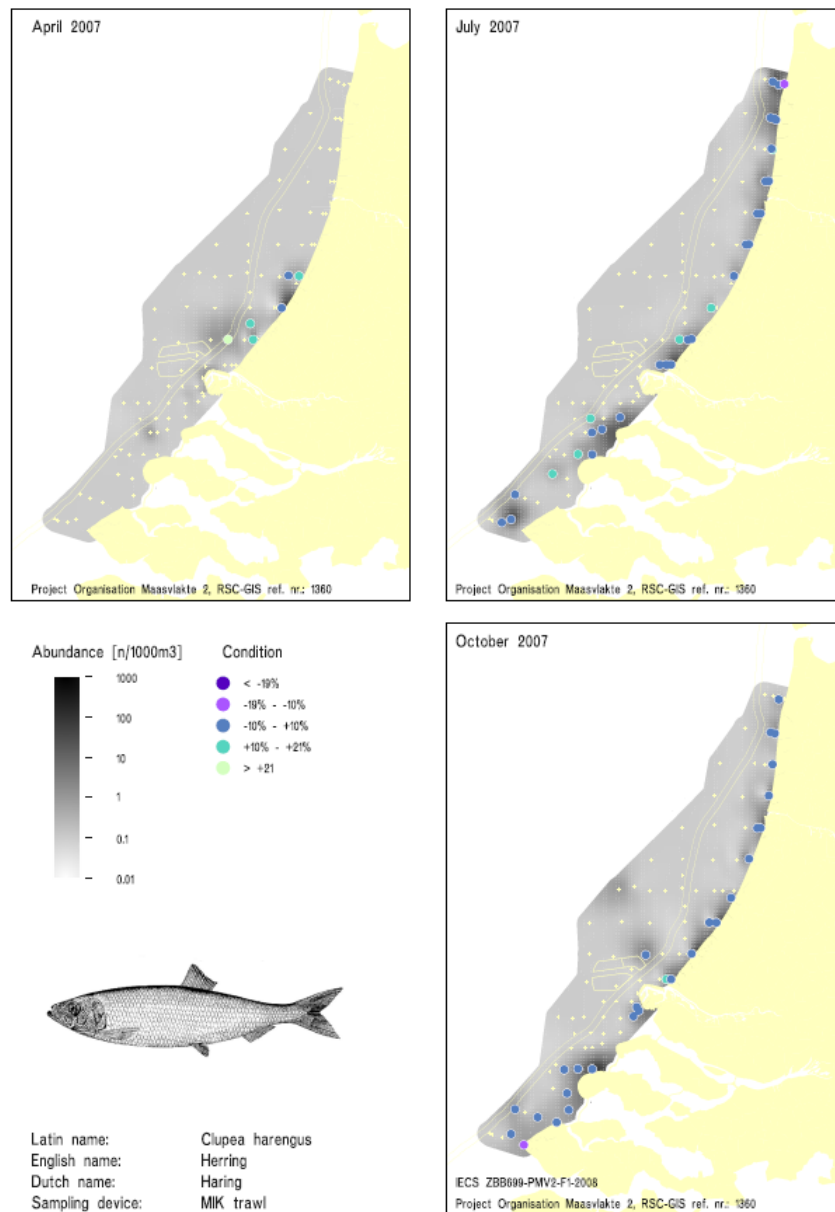 April 2007
Project Organisation Maasvlakte 2, RSC-GIS ref. nr.: 1360
July 2007
Project Organisation Maasvlakte 2, RSC-GIS ref. nr.: 1360
Abundance [n/1000m3]
1000
100
10
1
0.1
0.01
Condition
< -19%
-19% - -10%
-10% - +10%
+10% - +21%
> +21
Latin name: Clupea harengus
English name: Herring
Dutch name: Haring
Sampling device: MIK trawl
October 2007
IECS ZBB699-PMV2-F1-2008
Project Organisation Maasvlakte 2, RSC-GIS ref. nr.: 1360